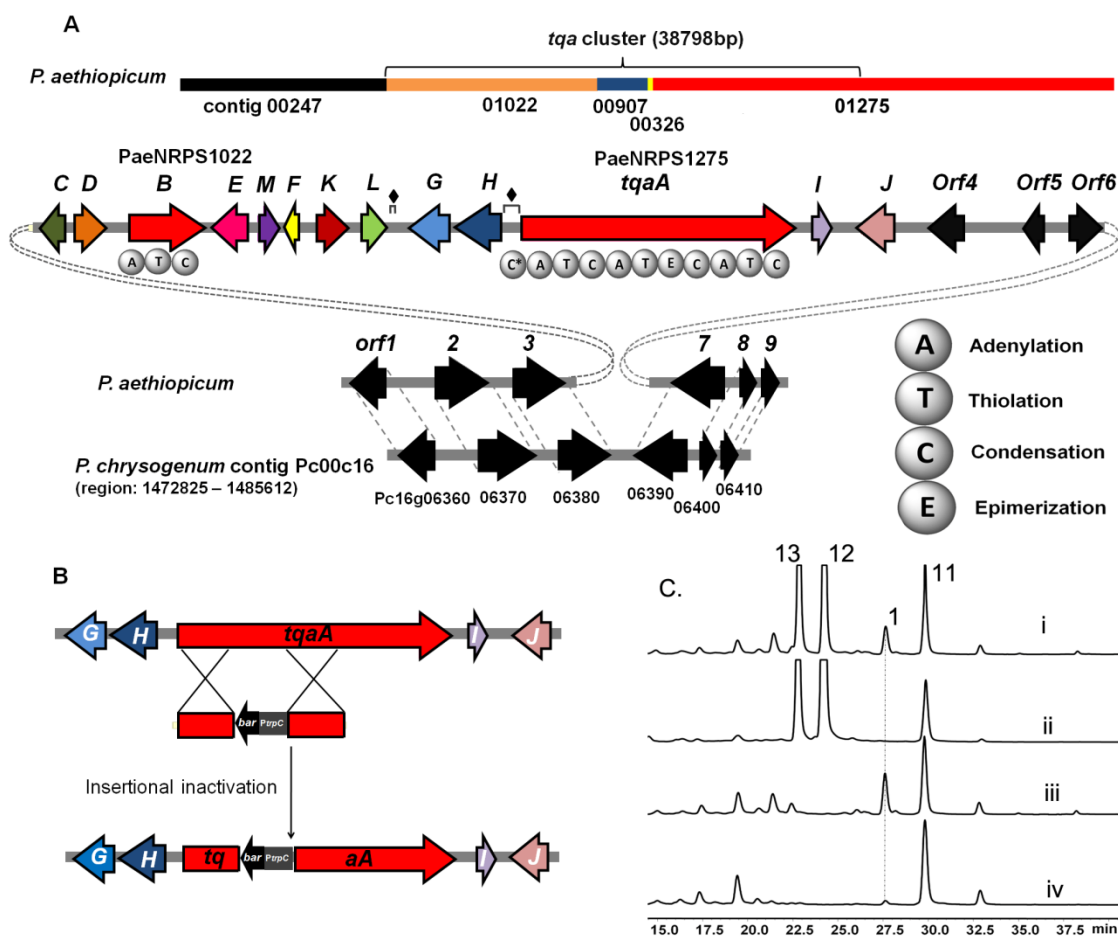 A
tqa cluster (38798bp)
P. aethiopicum
contig 00247
01022
00907
00326
01275
PaeNRPS1022
PaeNRPS1275
C D B E M F K L G H tqaA I J Orf4 Orf5 Orf6
A T C
C* A T C A T E C A T C
orf1 2 3 7 8 9
P. aethiopicum
P. chrysogenum contig Pc00c16
(region: 1472825 – 1485612)
Pc16g06360 06370 06380 06390 06400 06410
A Adenylation
T Thiolation
C Condensation
E Epimerization
B
G H tqaA I J
bar PtrpC
Insertional inactivation
G H tq bar PtrpC aA I J
C.
13 12 1 11
i
ii
iii
iv
15.0 17.5 20.0 22.5 25.0 27.5 30.0 32.5 35.0 37.5 min